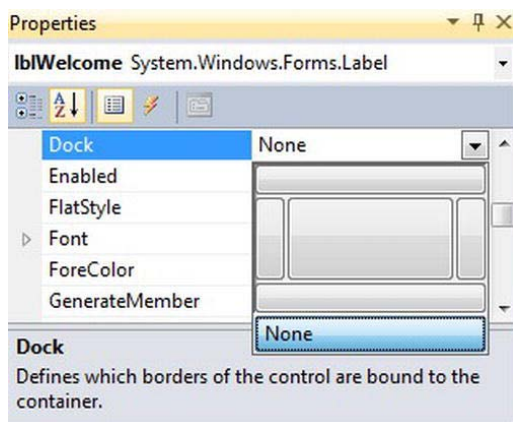 Properties
lblWelcome System.Windows.Forms.Label
A
Z
Dock None
Enabled
FlatStyle
Font
ForeColor
GenerateMember
None
Dock
Defines which borders of the control are bound to the
container.